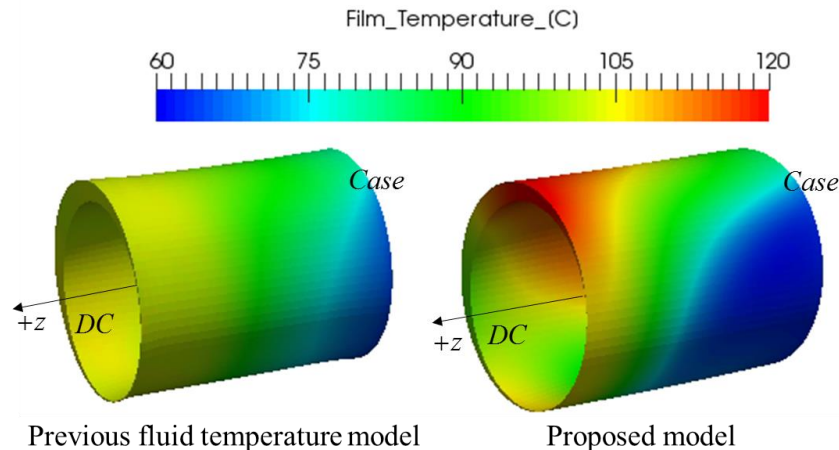 Film_Temperature_(C)
60 75 90 105 120
Case
DC
+z
Case
DC
+z
Previous fluid temperature model
Proposed model